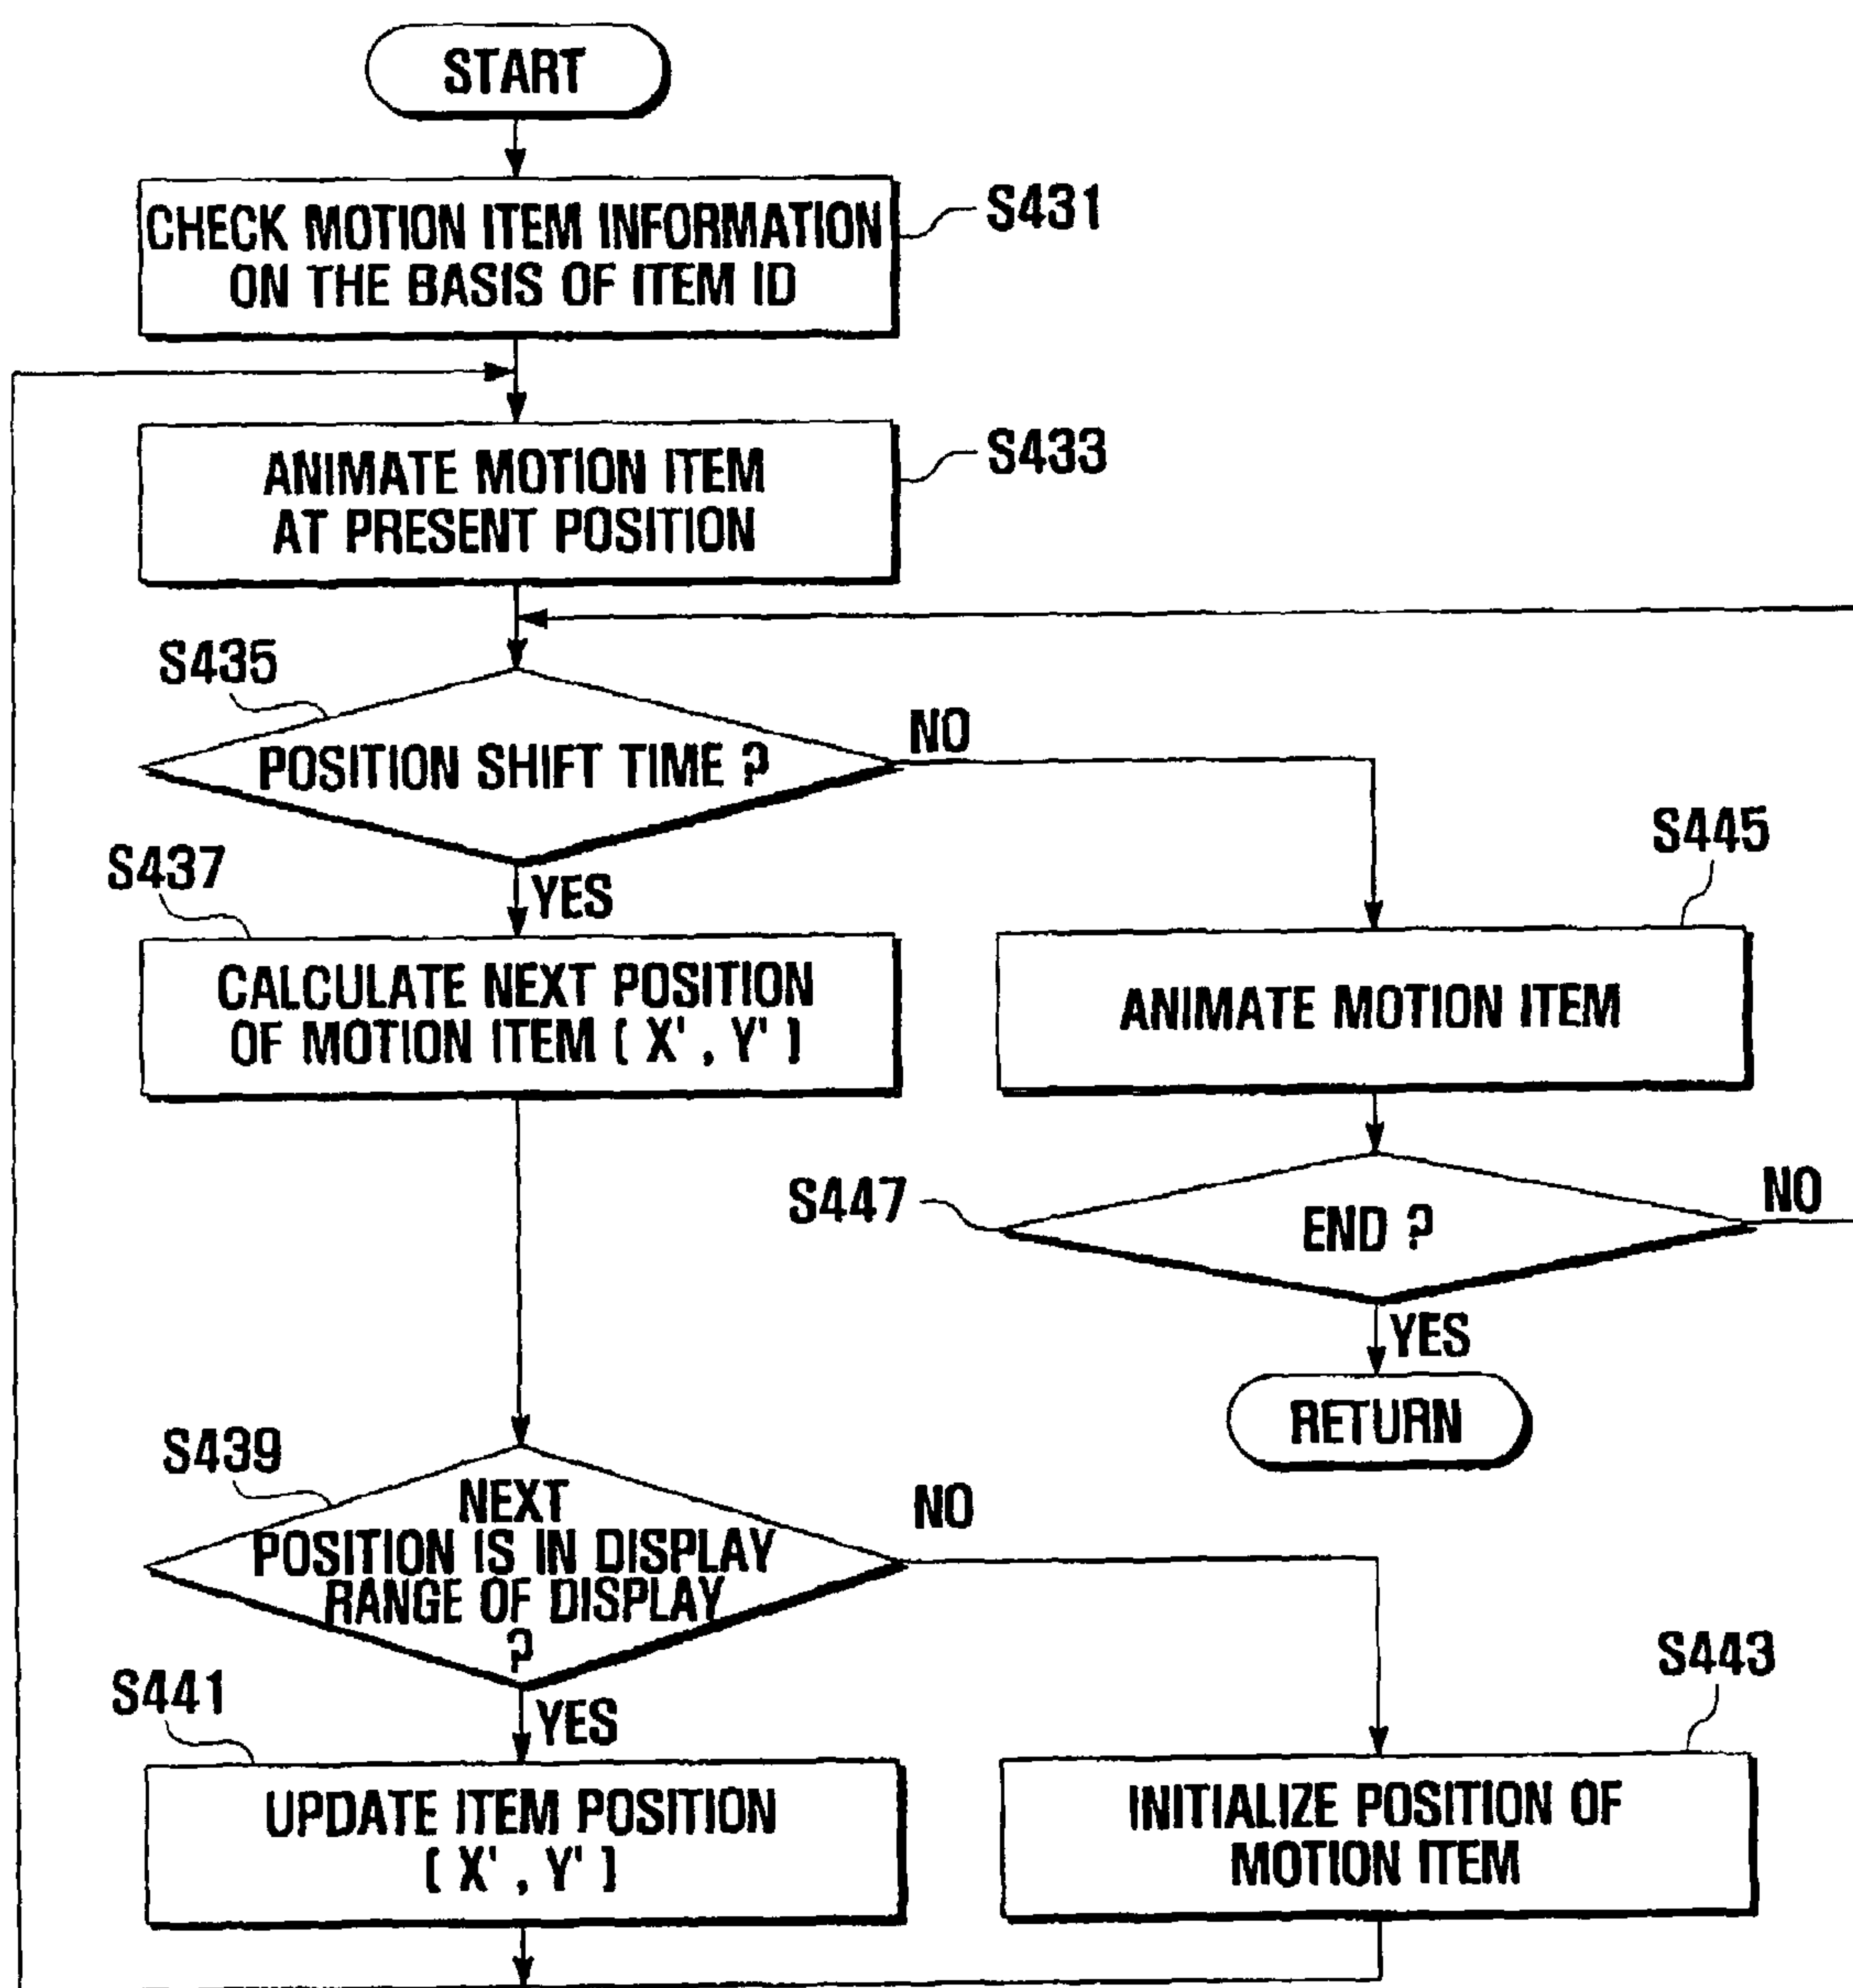 START
CHECK MOTION ITEM INFORMATION
ON THE BASIS OF ITEM ID
S431
ANIMATE MOTION ITEM
AT PRESENT POSITION
S433
S435
POSITION SHIFT TIME ?
NO
YES
S437
CALCULATE NEXT POSITION
OF MOTION ITEM ( X' , Y' )
S445
ANIMATE MOTION ITEM
S447
END ?
NO
YES
RETURN
S439
NEXT
POSITION IS IN DISPLAY
RANGE OF DISPLAY
?
NO
YES
S441
UPDATE ITEM POSITION
( X' , Y' )
S443
INITIALIZE POSITION OF
MOTION ITEM